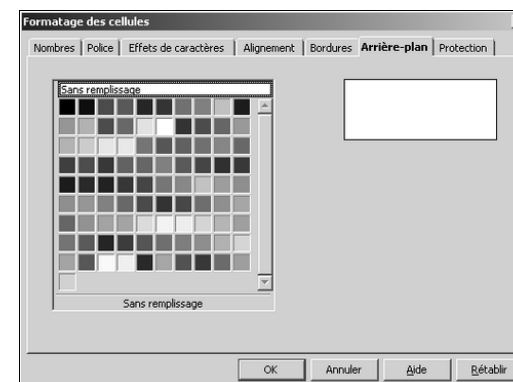 Formatage des cellules
Nombres Police Effets de caractères Alignement Bordures Arrière-plan Protection
Sans remplissage
Sans remplissage
OK Annuler Aide Rétablir